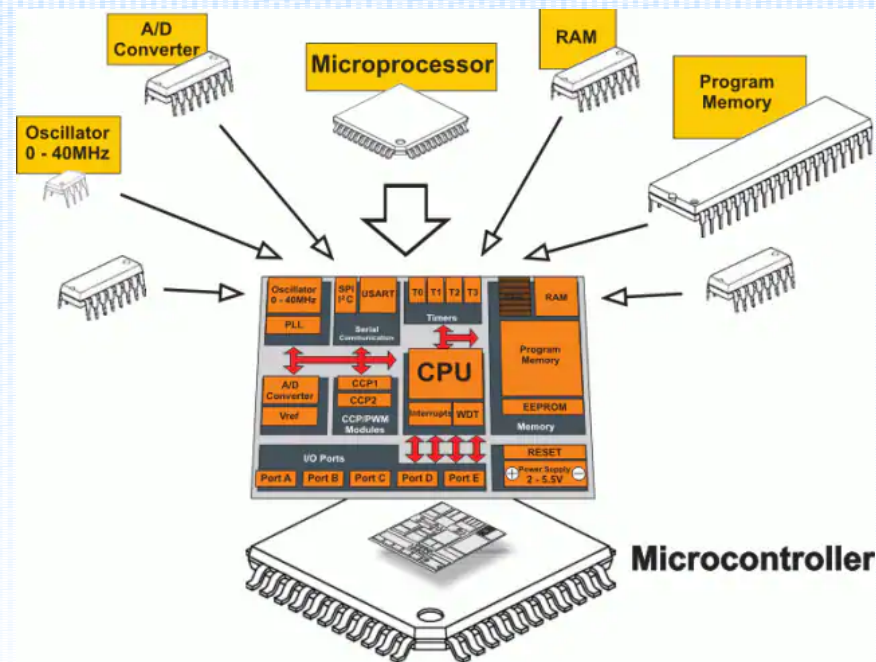 A/D
Converter
Microprocessor
RAM
Program
Memory
Oscillator
0 - 40MHz
Oscillator
0 - 40MHz
PLL
SPI
I²C
USART
Serial
Communication
T0 T1 T2 T3
Timers
RAM
Program
Memory
EEPROM
Memory
A/D
Converter
Vref
CCP1
CCP2
CCP/PWM
Modules
CPU
Interrupts
WDT
I/O Ports
Port A Port B Port C Port D Port E
RESET
+ Power Supply −
2 - 5.5V
Microcontroller